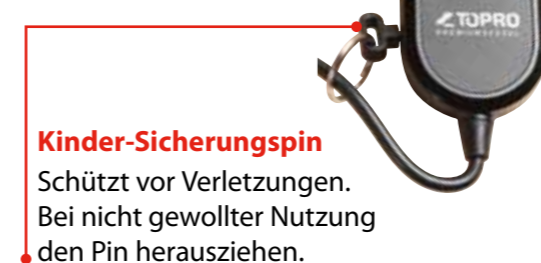 TOPRO
Kinder-Sicherungspin
Schützt vor Verletzungen.
Bei nicht gewollter Nutzung
den Pin herausziehen.